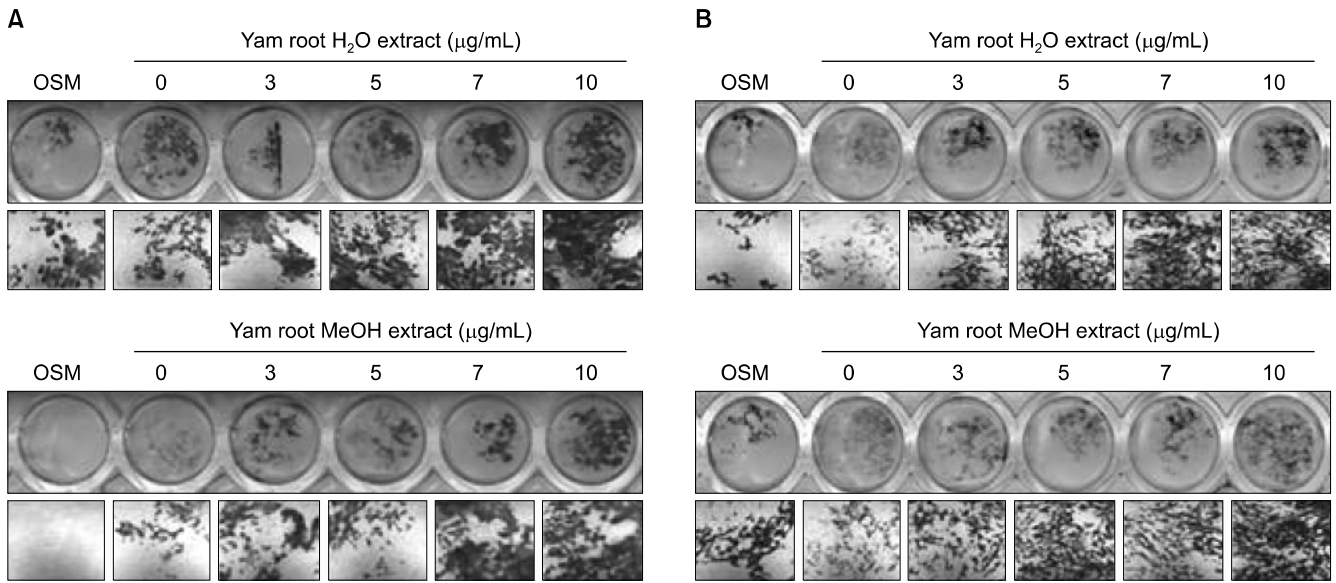 A
Yam root H₂O extract (μg/mL)
OSM 0 3 5 7 10
Yam root MeOH extract (μg/mL)
OSM 0 3 5 7 10
B
Yam root H₂O extract (μg/mL)
OSM 0 3 5 7 10
Yam root MeOH extract (μg/mL)
OSM 0 3 5 7 10